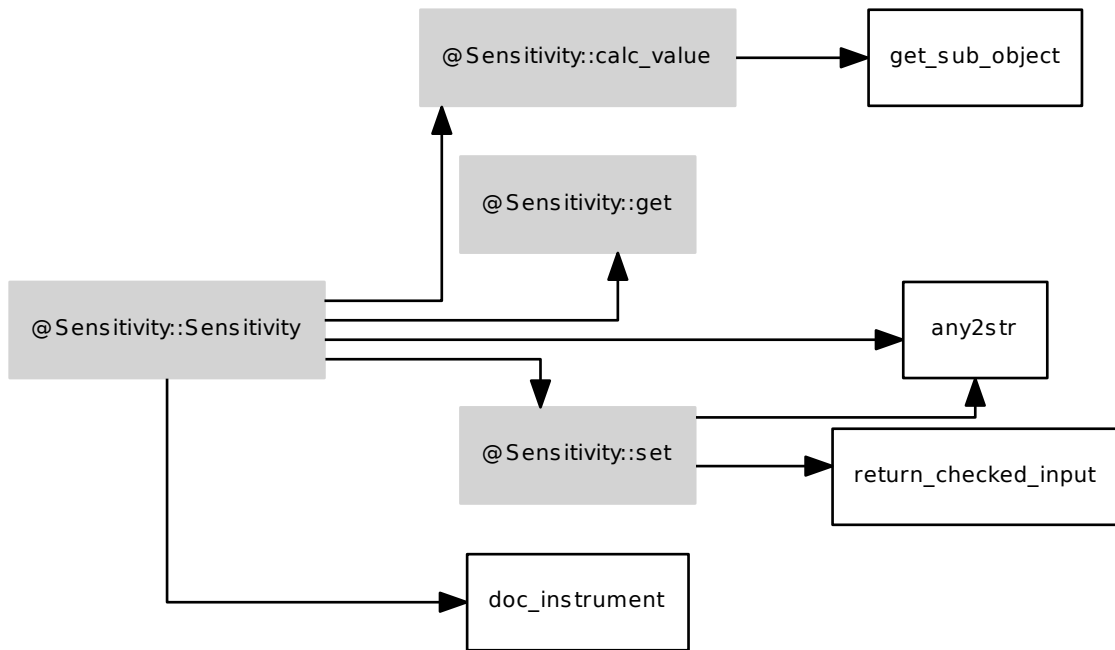 @Sensitivity::calc_value
get_sub_object
@Sensitivity::get
@Sensitivity::Sensitivity
any2str
@Sensitivity::set
return_checked_input
doc_instrument